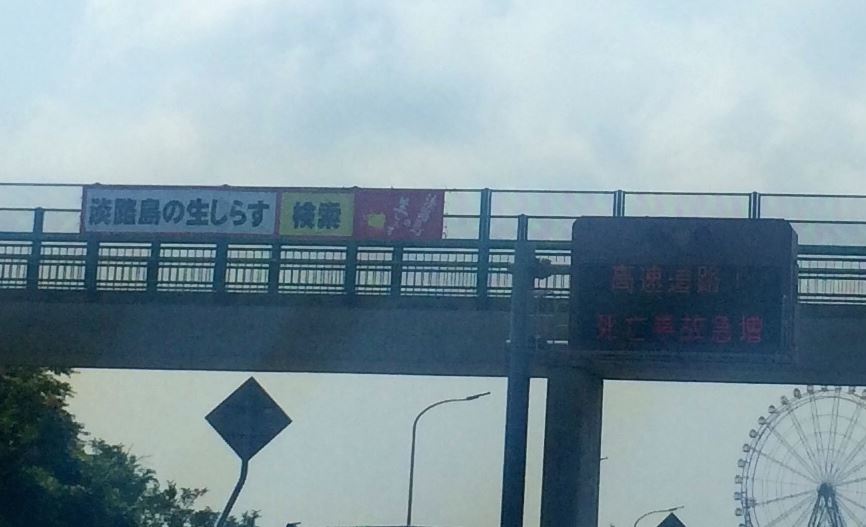 淡路島の生しらす 検索
高速道路
死亡事故急増